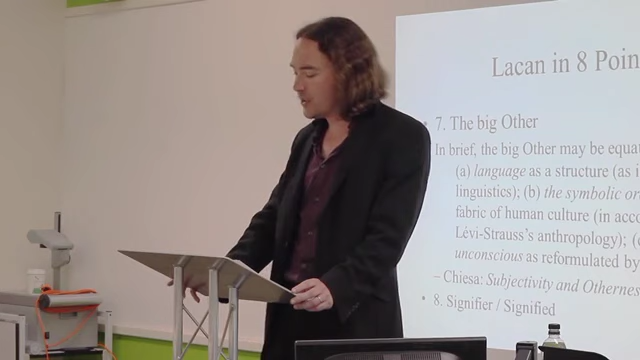 Lacan in 8 Poin
• 7. The big Other
In brief, the big Other may be equa
(a) language as a structure (as i
linguistics); (b) the symbolic or
fabric of human culture (in acco
Lévi-Strauss's anthropology); (c
unconscious as reformulated by
– Chiesa: Subjectivity and Otherness
• 8. Signifier / Signified